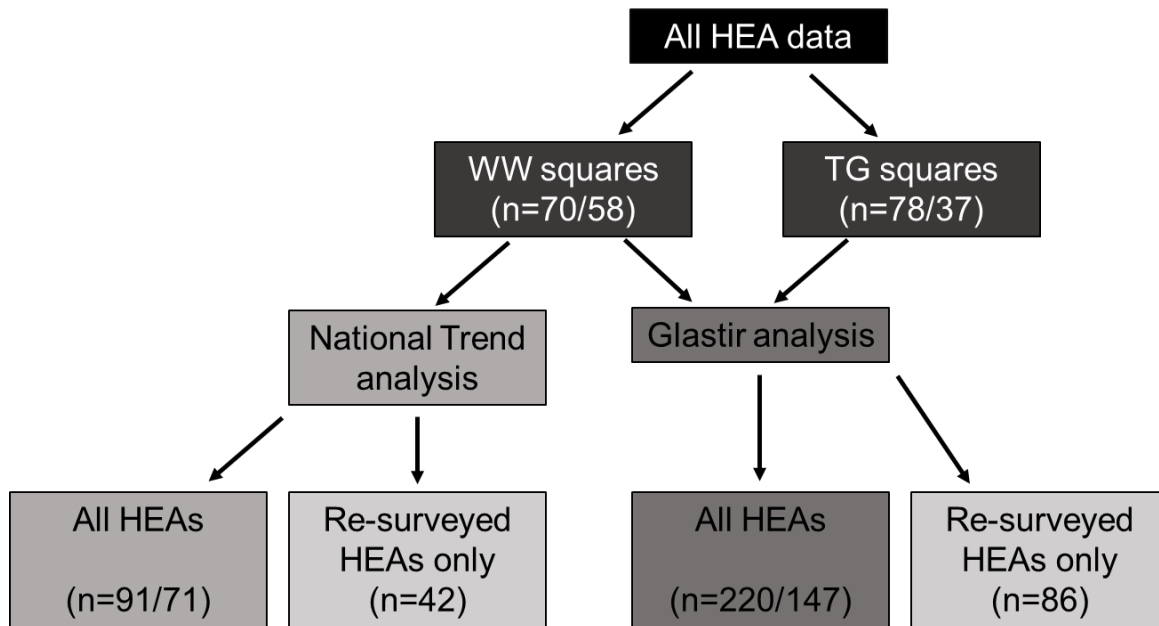 All HEA data
WW squares
(n=70/58)
TG squares
(n=78/37)
National Trend
analysis
Glastir analysis
All HEAs
(n=91/71)
Re-surveyed
HEAs only
(n=42)
All HEAs
(n=220/147)
Re-surveyed
HEAs only
(n=86)